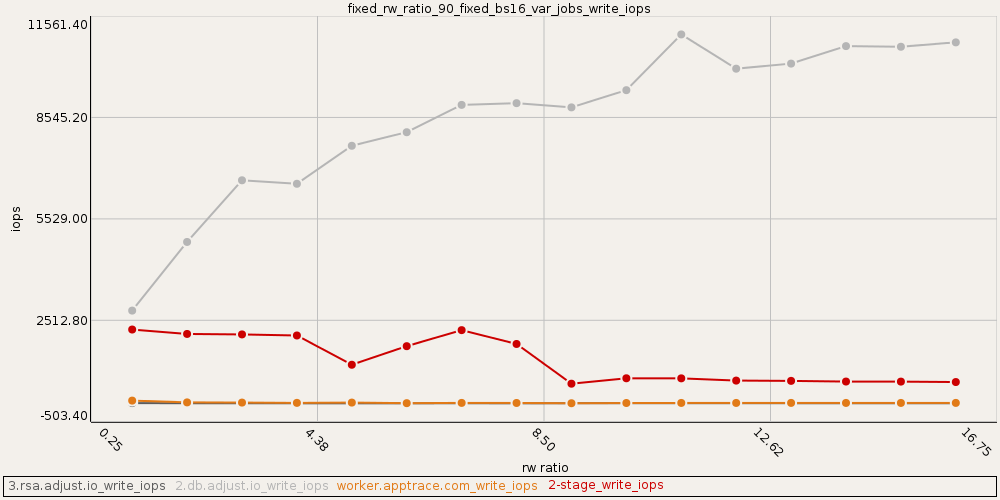 fixed_rw_ratio_90_fixed_bs16_var_jobs_write_iops
11561.40
8545.20
5529.00
2512.80
-503.40
iops
0.25 4.38 8.50 12.62 16.75
rw ratio
3.rsa.adjust.io_write_iops 2.db.adjust.io_write_iops worker.apptrace.com_write_iops 2-stage_write_iops